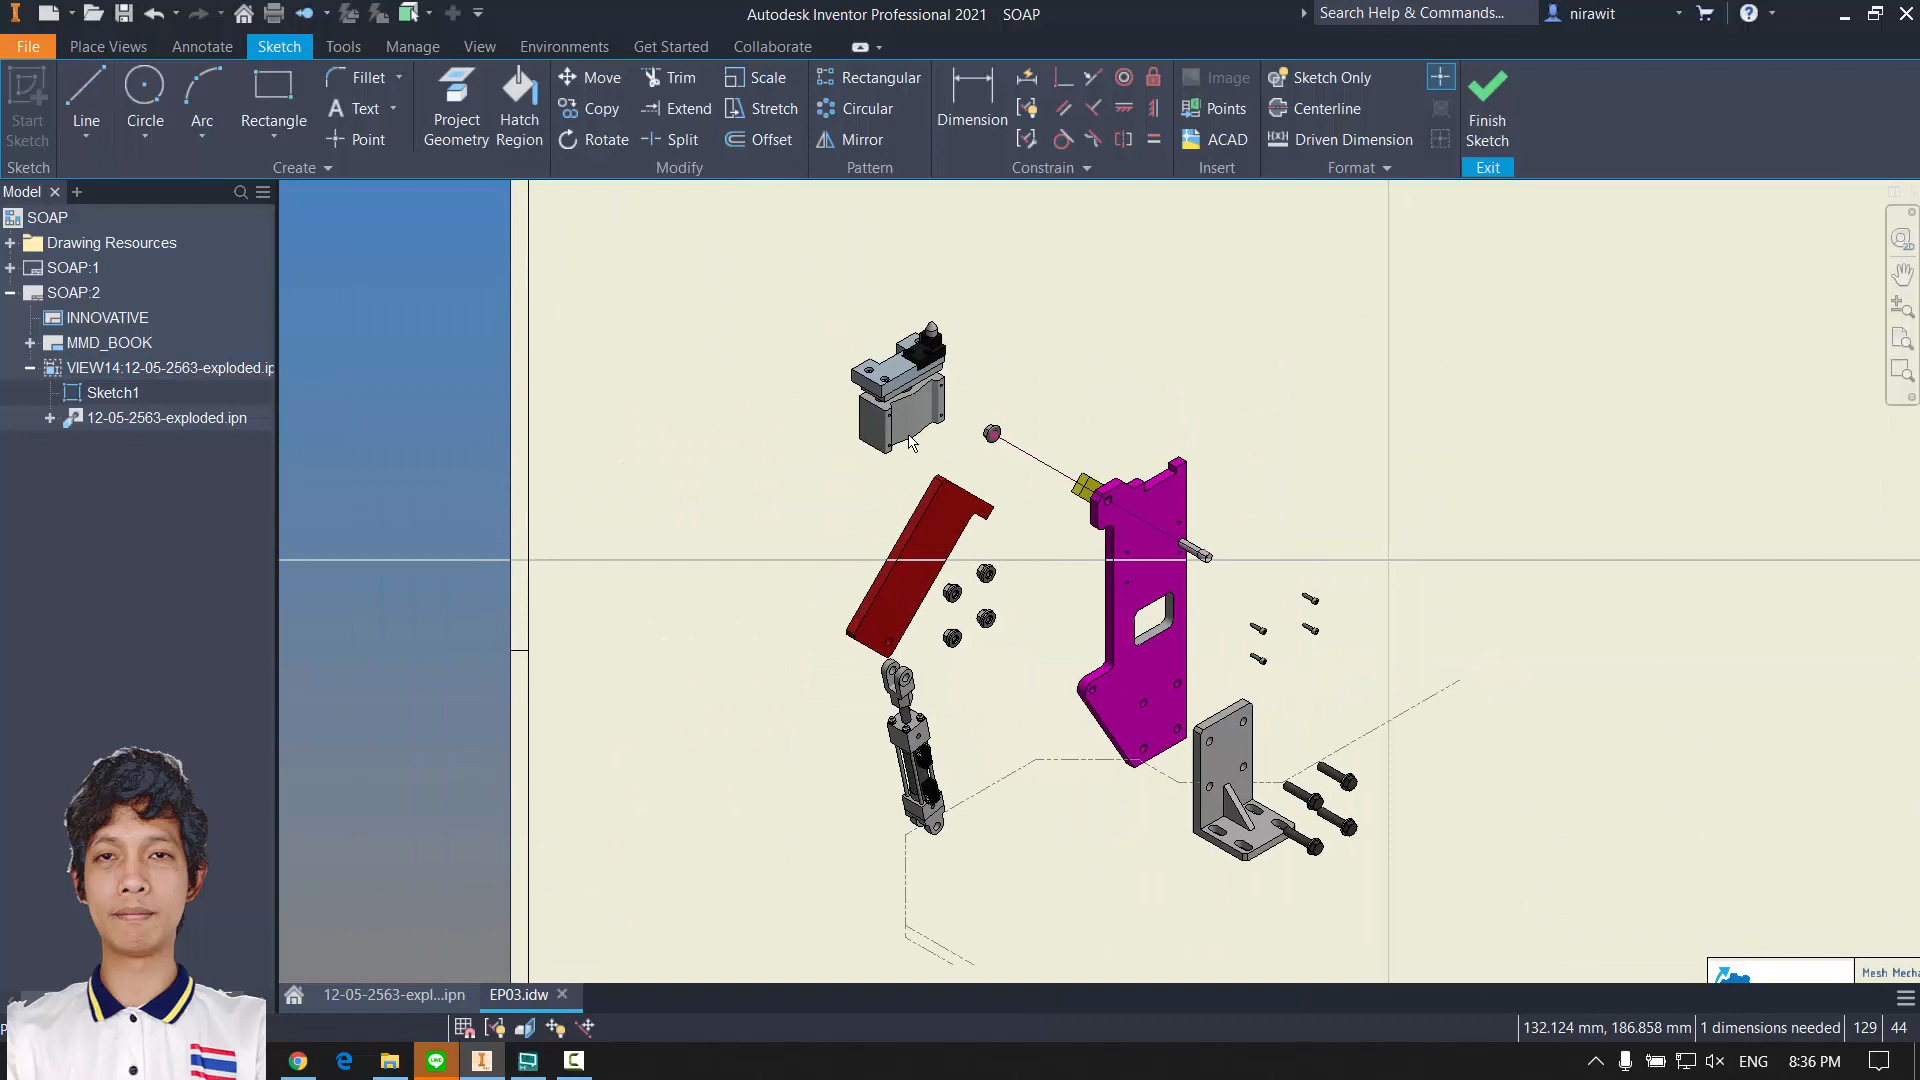 Autodesk Inventor Professional 2021 SOAP
Search Help & Commands...
nirawit
File
Place Views
Annotate
Sketch
Tools
Manage
View
Environments
Get Started
Collaborate
Start Sketch
Line
Circle
Arc
Rectangle
Fillet
Text
Point
Project Geometry
Hatch Region
Move
Copy
Rotate
Trim
Extend
Split
Scale
Stretch
Offset
Rectangular
Circular
Mirror
Dimension
Image
Points
ACAD
Sketch Only
Centerline
Driven Dimension
Finish Sketch
Sketch
Create
Modify
Pattern
Constrain
Insert
Format
Exit
Model
SOAP
Drawing Resources
SOAP:1
SOAP:2
INNOVATIVE
MMD_BOOK
VIEW14:12-05-2563-exploded.ip
Sketch1
12-05-2563-exploded.ipn
Mesh Mecha
12-05-2563-expl...ipn
EP03.idw
132.124 mm, 186.858 mm
1 dimensions needed
129
44
ENG
8:36 PM